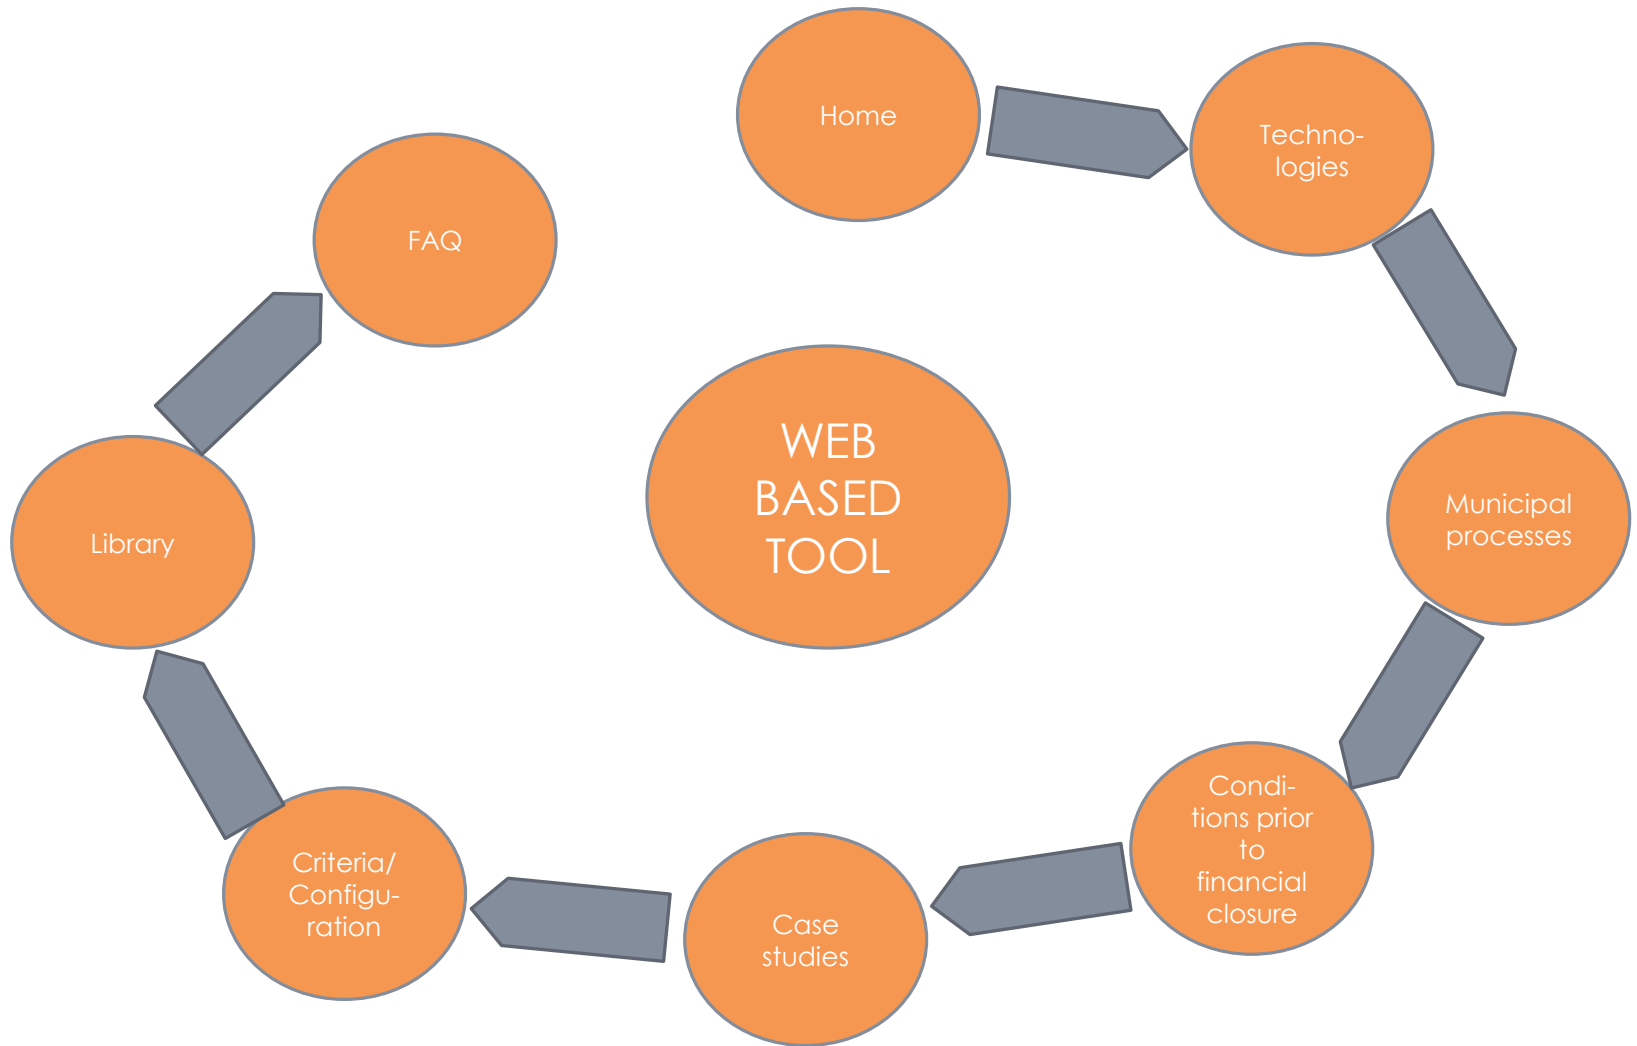 Home
Techno-
logies
Municipal
processes
Condi-
tions prior
to
financial
closure
Case
studies
Criteria/
Configu-
ration
Library
FAQ
WEB
BASED
TOOL